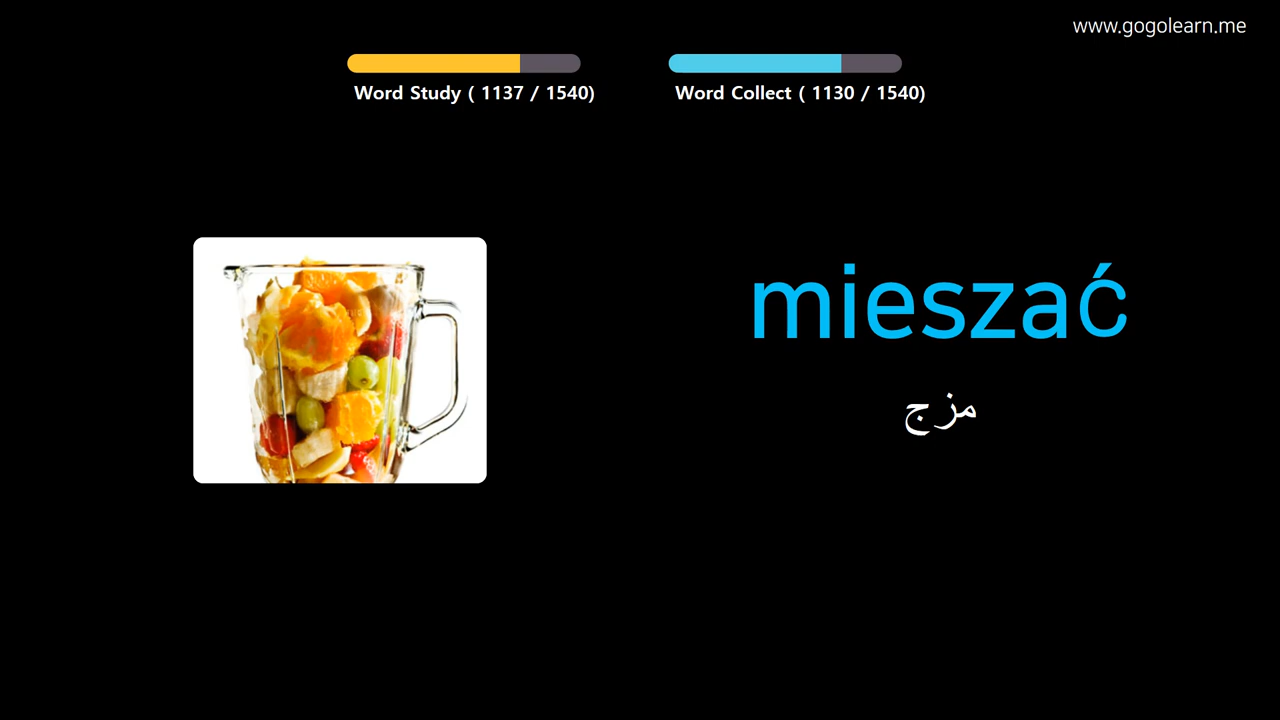 www.gogolearn.me
Word Study ( 1137 / 1540)
Word Collect ( 1130 / 1540)
mieszać
مزج